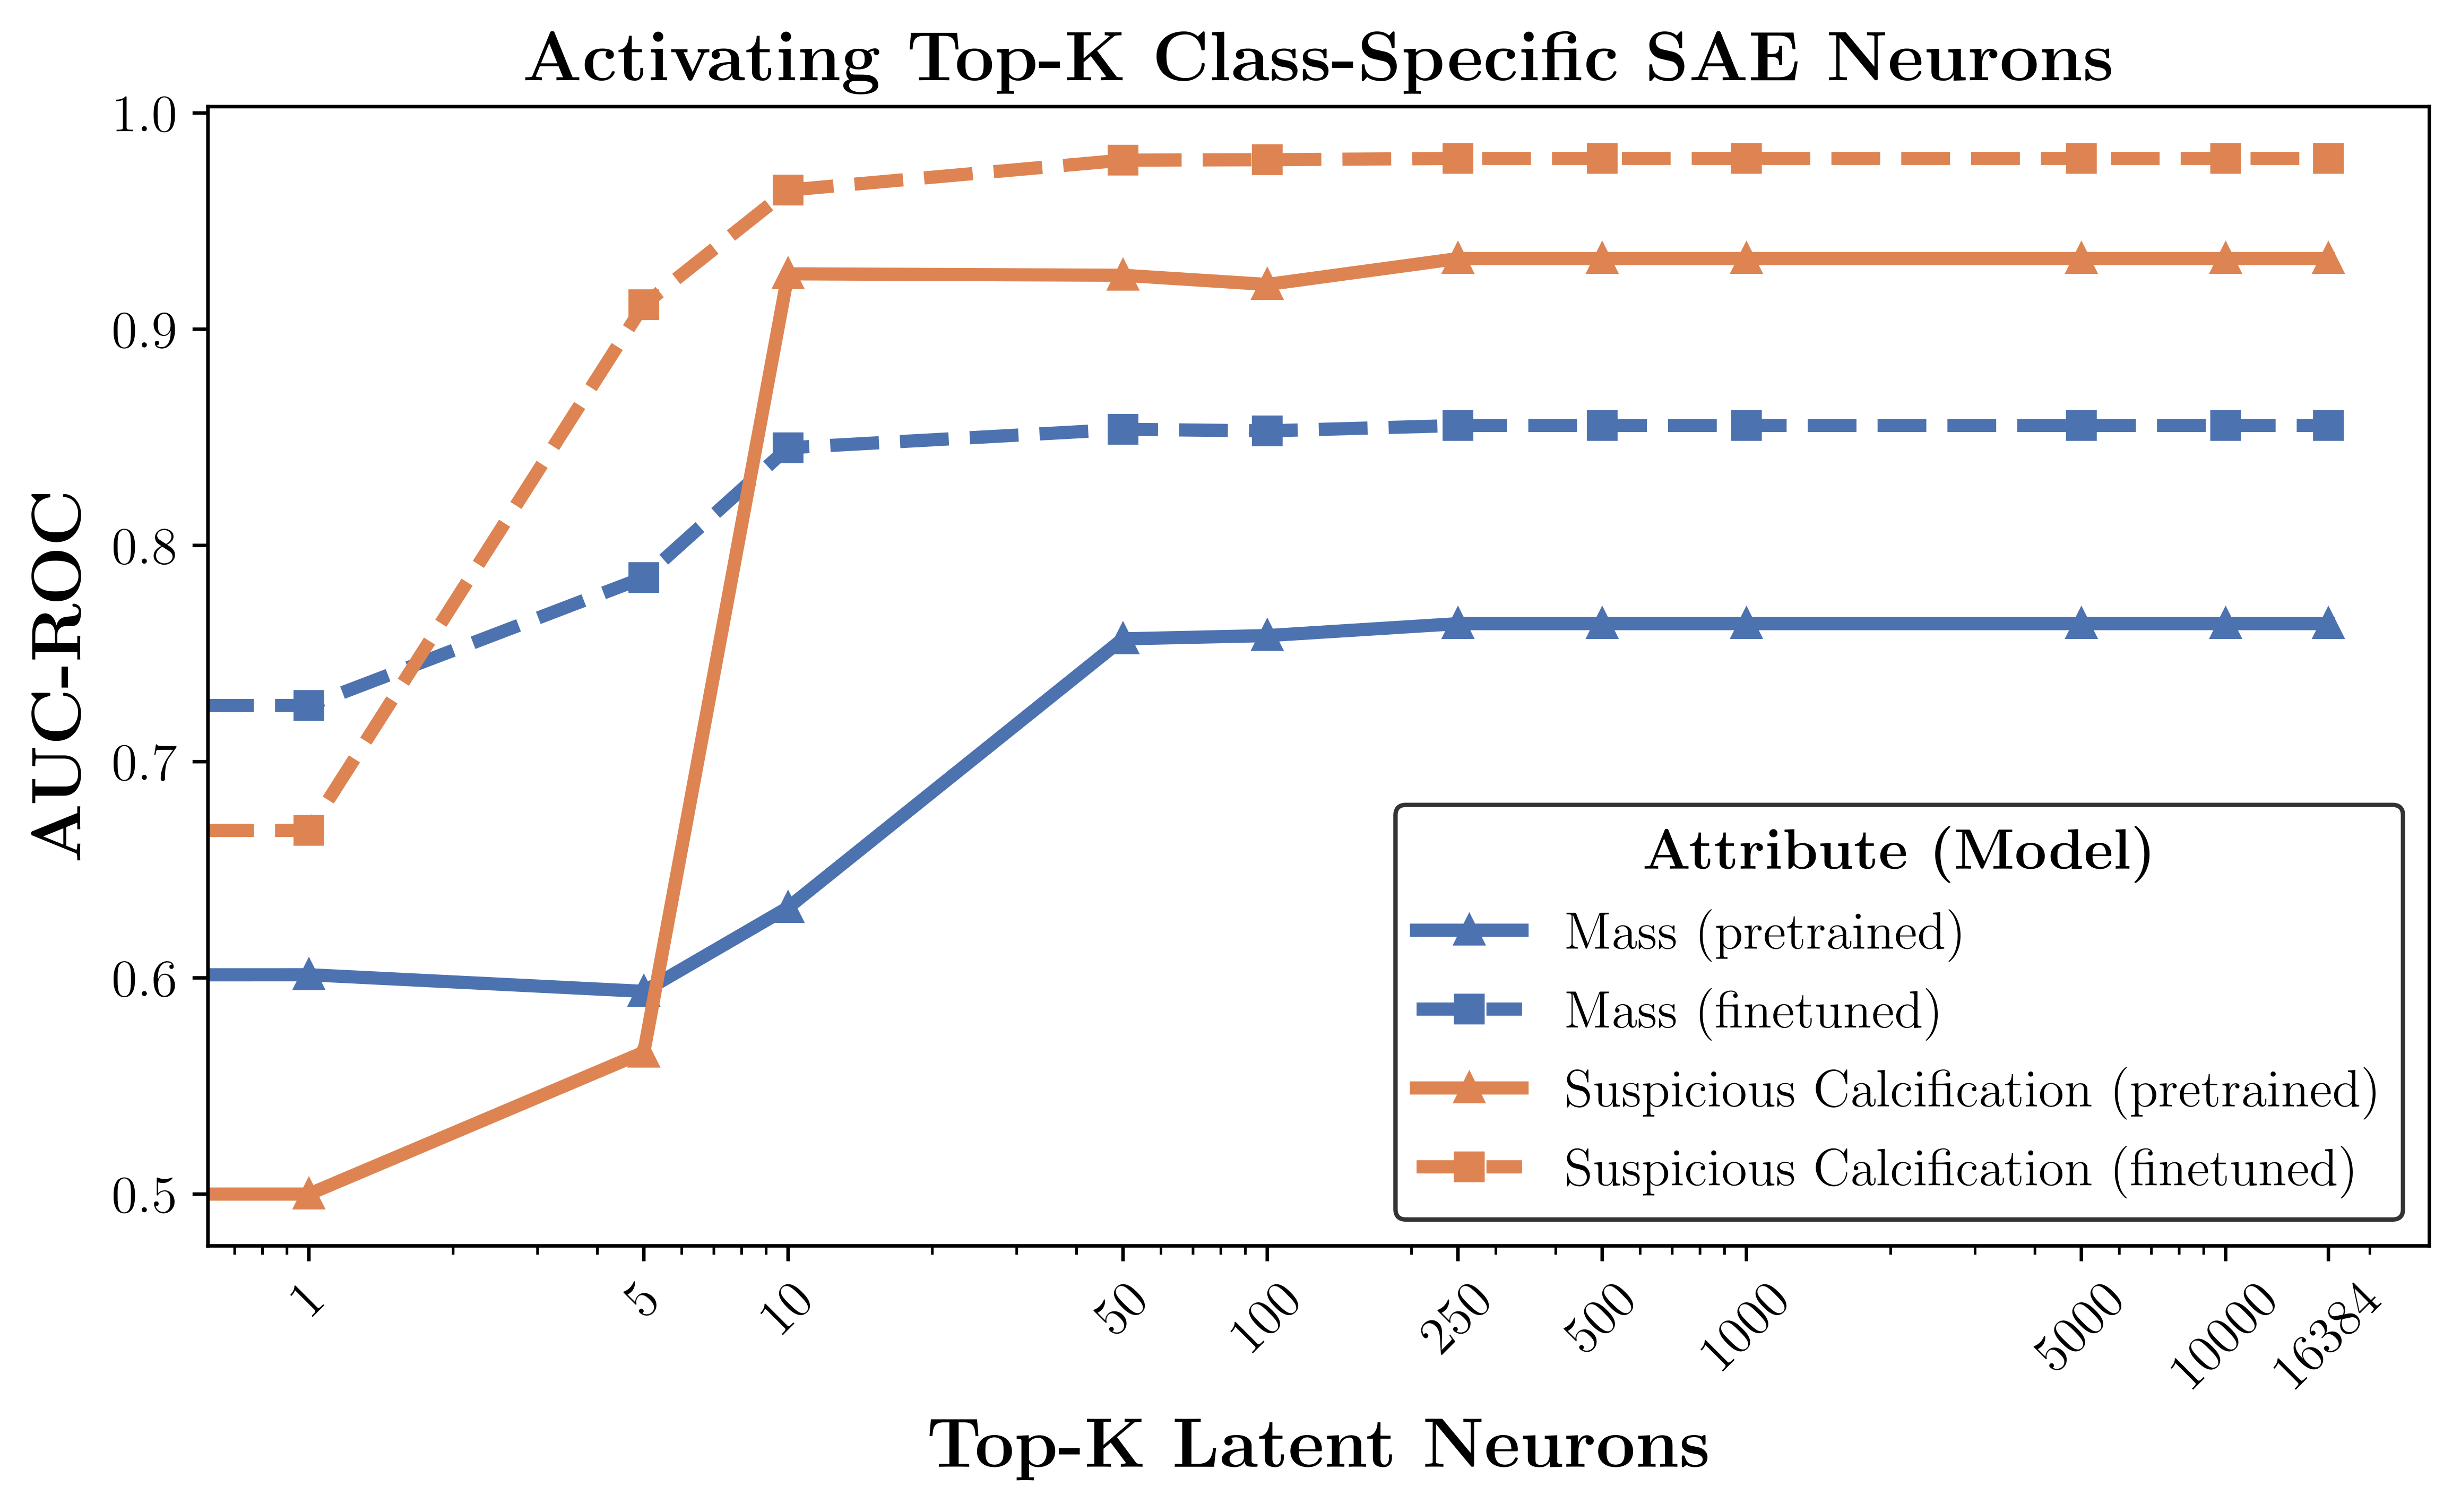 Activating Top-K Class-Specific SAE Neurons
1.0
0.9
0.8
0.7
0.6
0.5
AUC-ROC
Attribute (Model)
Mass (pretrained)
Mass (finetuned)
Suspicious Calcification (pretrained)
Suspicious Calcification (finetuned)
1 5 10 50 100 250 500 1000 5000 10000 16384
Top-K Latent Neurons